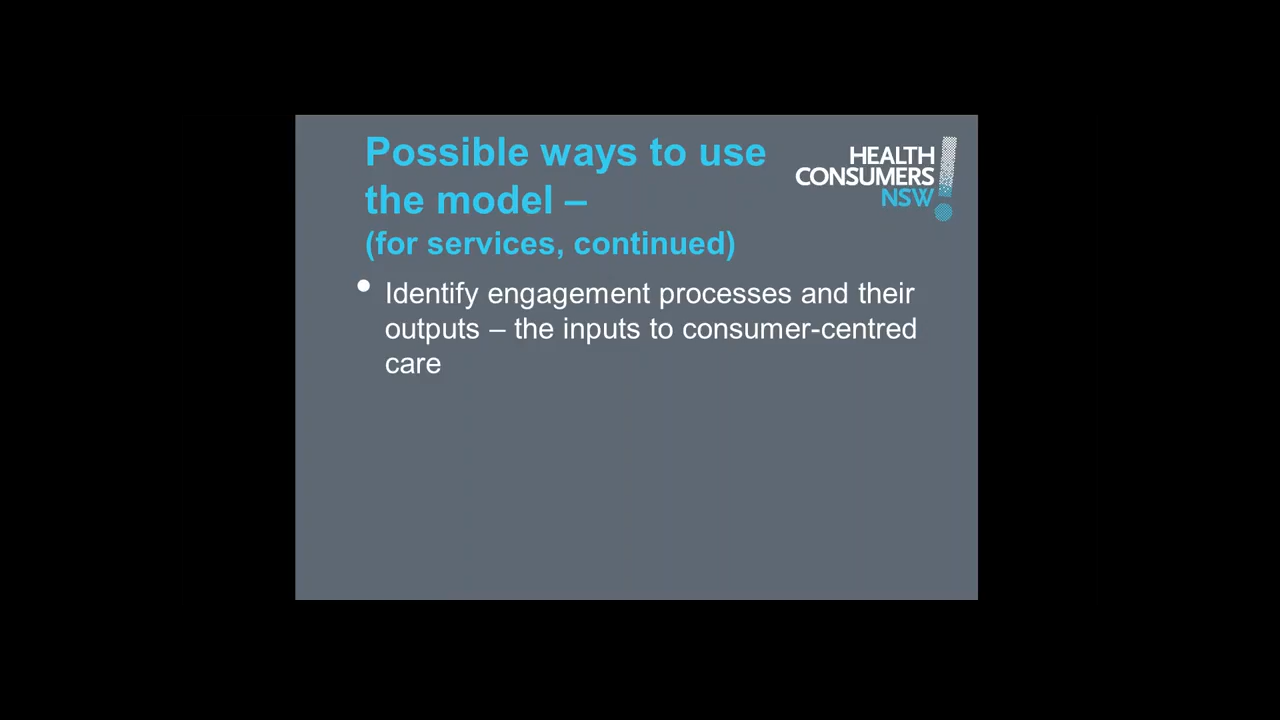 Possible ways to use
the model –
(for services, continued)
HEALTH
CONSUMERS
NSW
• Identify engagement processes and their
outputs – the inputs to consumer-centred
care